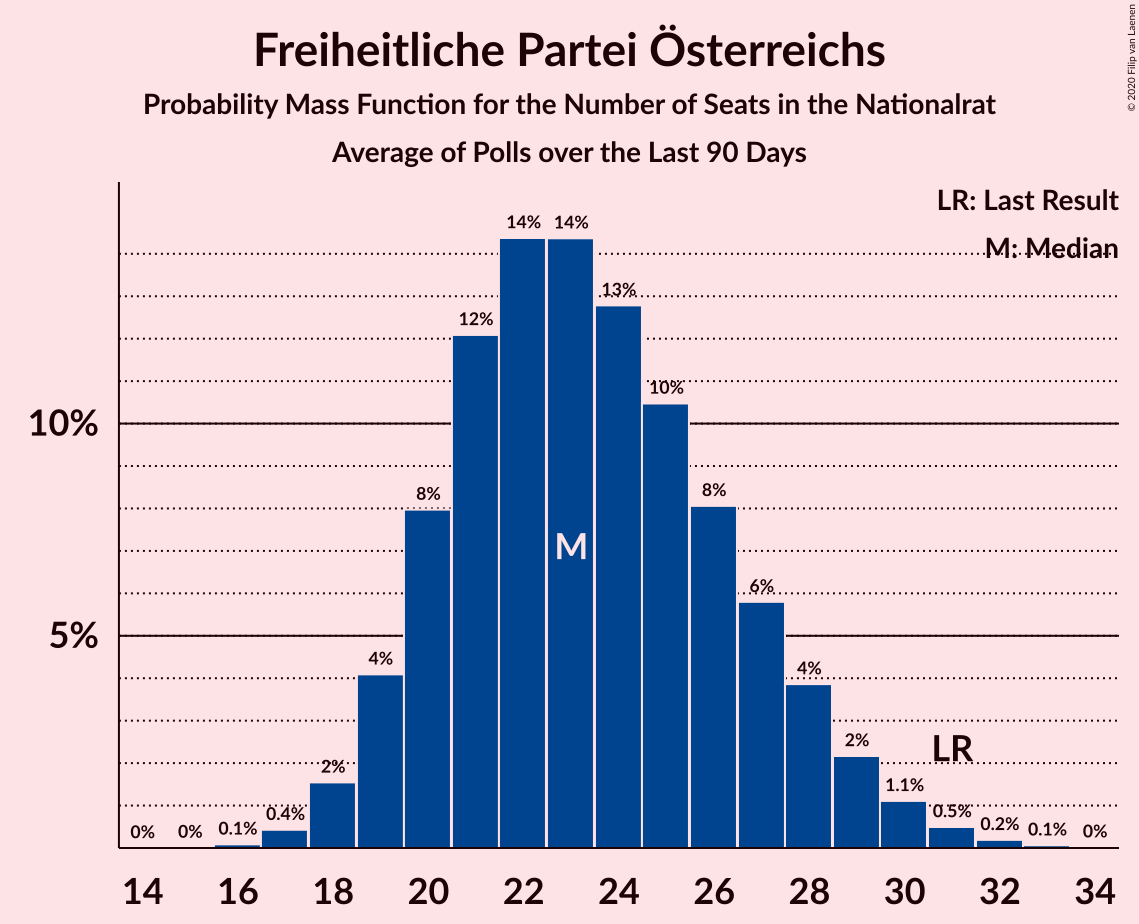 Freiheitliche Partei Österreichs
Probability Mass Function for the Number of Seats in the Nationalrat
Average of Polls over the Last 90 Days
© 2020 Filip van Laenen
LR: Last Result
M: Median
14% 14%
13%
12%
10%
10%
8% 8%
M
6%
5%
4% 4%
LR
2% 2%
1.1%
0.4% 0.5%
0% 0% 0.1% 0.2% 0.1% 0%
14 16 18 20 22 24 26 28 30 32 34